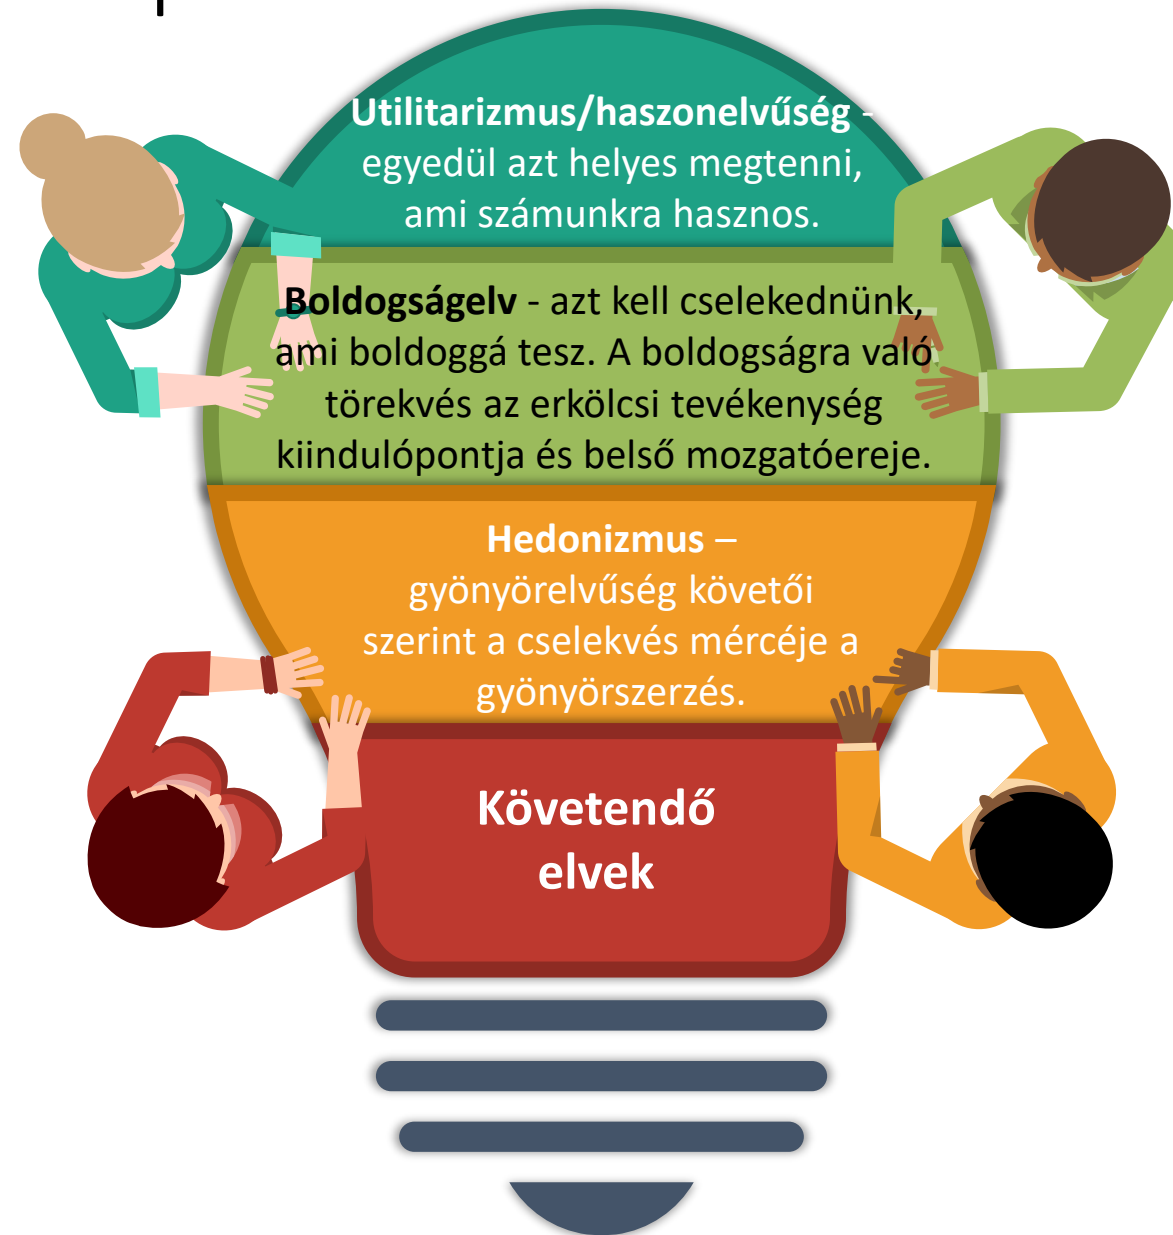 Utilitarizmus/haszonelvűség -
egyedül azt helyes megtenni,
ami számunkra hasznos.
Boldogságelv - azt kell cselekednünk,
ami boldoggá tesz. A boldogságra való
törekvés az erkölcsi tevékenység
kiindulópontja és belső mozgatóereje.
Hedonizmus –
gyönyörelvűség követői
szerint a cselekvés mércéje a
gyönyörszerzés.
Követendő
elvek